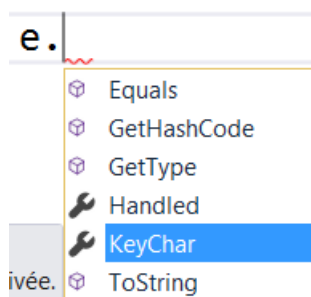 e.
Equals
GetHashCode
GetType
Handled
KeyChar
ivée.
ToString